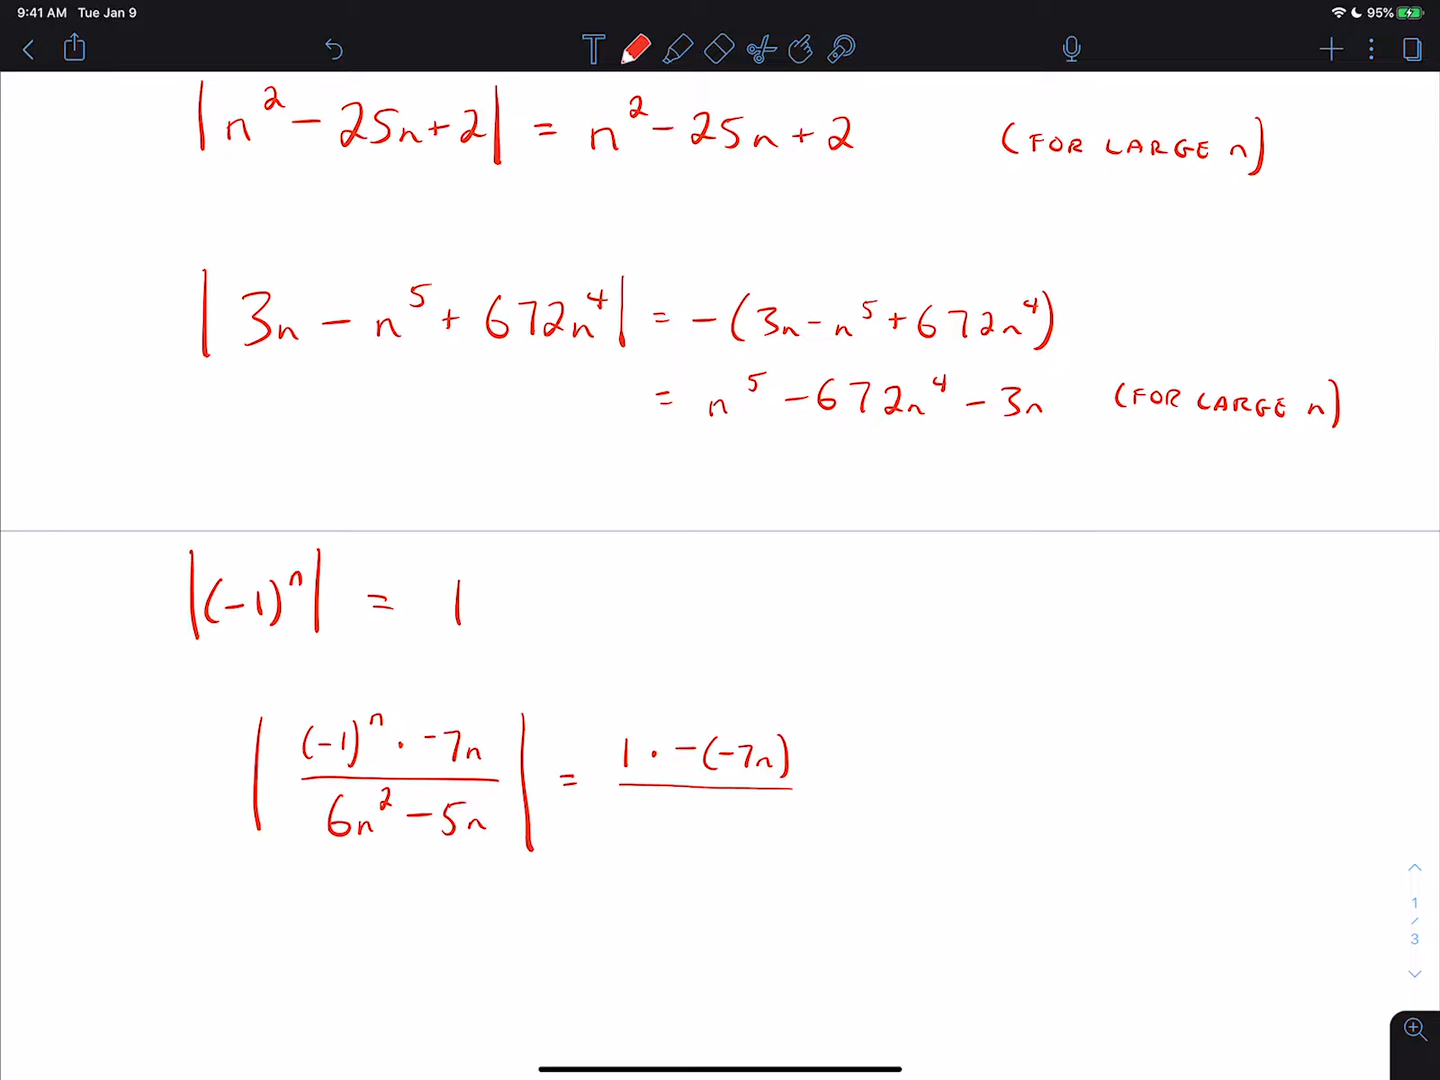 9:41 AM Tue Jan 9 95%
|n² - 25n + 2| = n² - 25n + 2 (FOR LARGE n)
|3n - n⁵ + 672n⁴| = -(3n - n⁵ + 672n⁴)
= n⁵ - 672n⁴ - 3n (FOR LARGE n)
|(-1)ⁿ| = 1
|((-1)ⁿ · -7n) / (6n² - 5n)| = 1 · -(-7n)
1
/
3